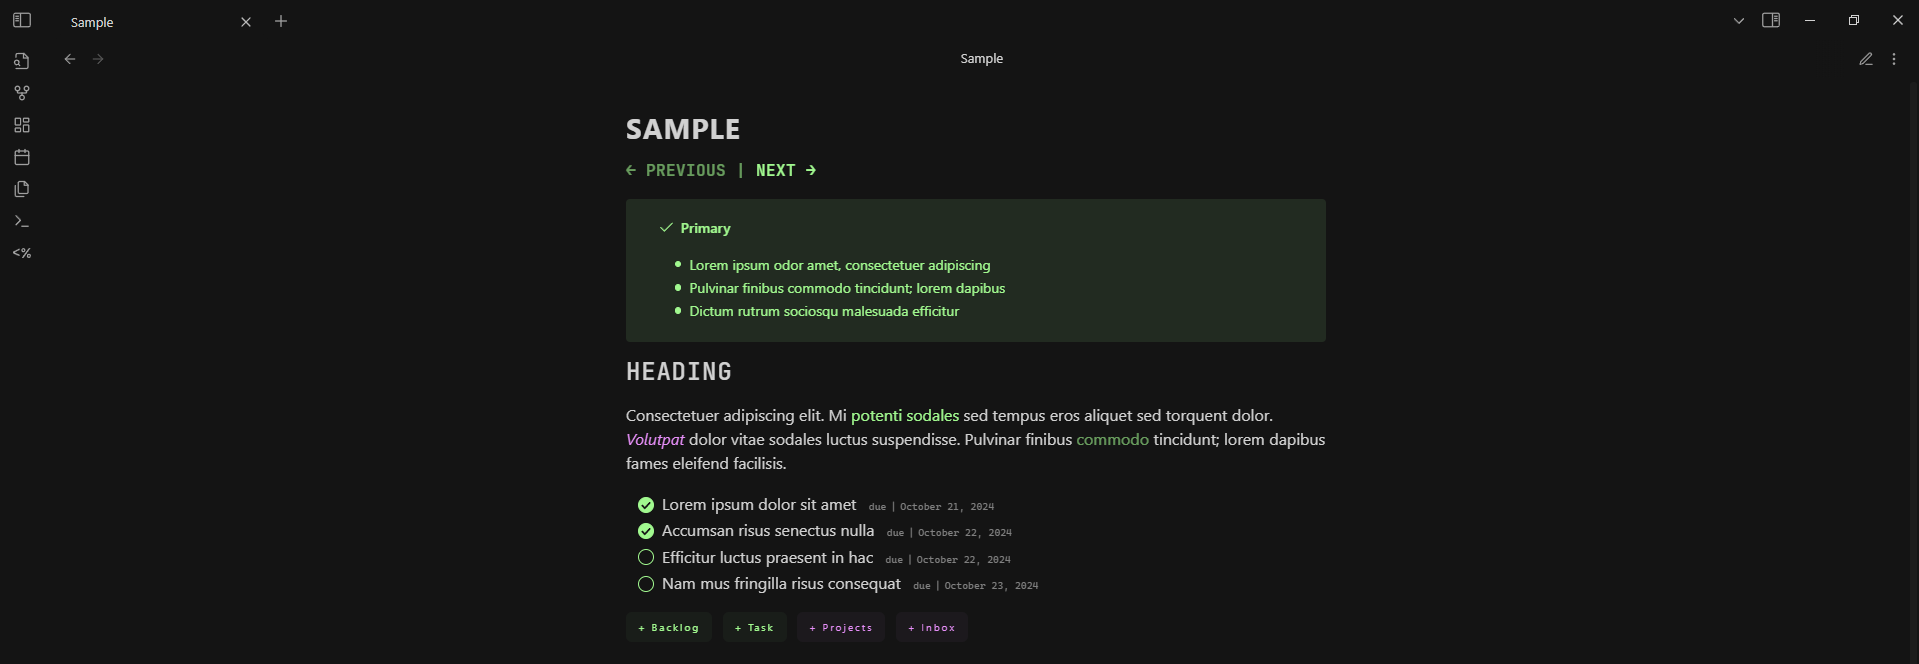 Sample
Sample
<%
SAMPLE
← PREVIOUS | NEXT →
Primary
• Lorem ipsum odor amet, consectetuer adipiscing
• Pulvinar finibus commodo tincidunt; lorem dapibus
• Dictum rutrum sociosqu malesuada efficitur
HEADING
Consectetuer adipiscing elit. Mi potenti sodales sed tempus eros aliquet sed torquent dolor.
Volutpat dolor vitae sodales luctus suspendisse. Pulvinar finibus commodo tincidunt; lorem dapibus
fames eleifend facilisis.
Lorem ipsum dolor sit amet due | October 21, 2024
Accumsan risus senectus nulla due | October 22, 2024
Efficitur luctus praesent in hac due | October 22, 2024
Nam mus fringilla risus consequat due | October 23, 2024
+ Backlog + Task + Projects + Inbox